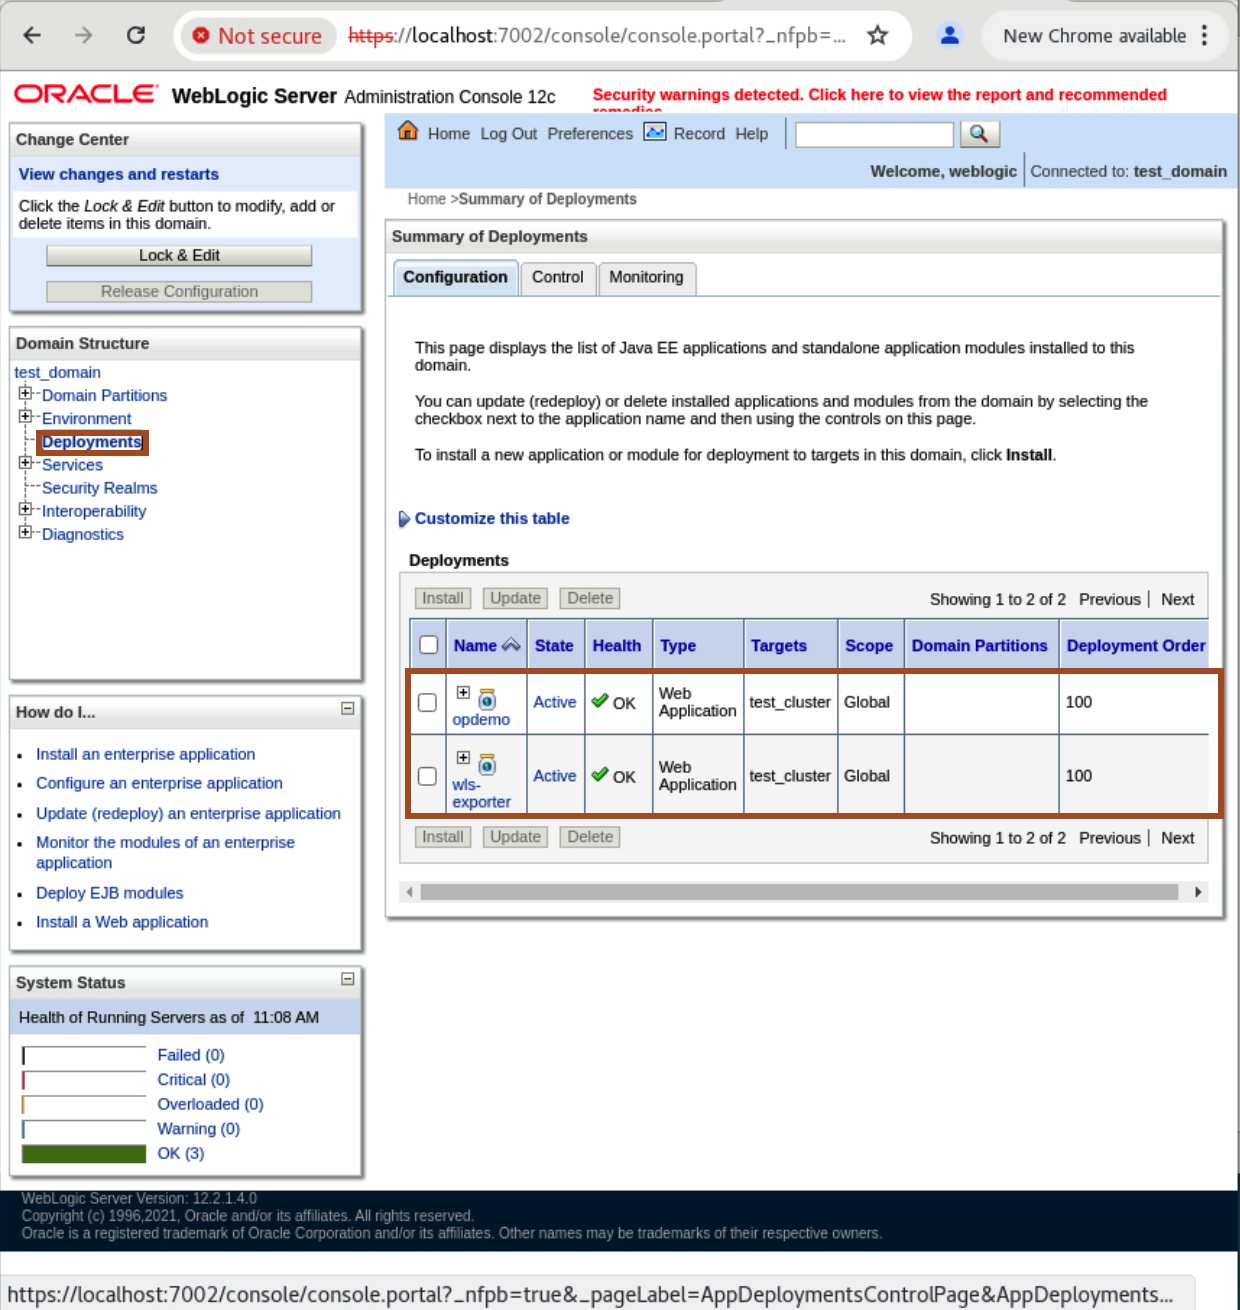 Not secure https://localhost:7002/console/console.portal?_nfpb=... New Chrome available
ORACLE WebLogic Server Administration Console 12c
Security warnings detected. Click here to view the report and recommended
remedies
Change Center
View changes and restarts
Click the Lock & Edit button to modify, add or
delete items in this domain.
Lock & Edit
Release Configuration
Domain Structure
test_domain
Domain Partitions
Environment
Deployments
Services
Security Realms
Interoperability
Diagnostics
How do I...
Install an enterprise application
Configure an enterprise application
Update (redeploy) an enterprise application
Monitor the modules of an enterprise
application
Deploy EJB modules
Install a Web application
System Status
Health of Running Servers as of 11:08 AM
Failed (0)
Critical (0)
Overloaded (0)
Warning (0)
OK (3)
Home Log Out Preferences Record Help
Welcome, weblogic Connected to: test_domain
Home >Summary of Deployments
Summary of Deployments
Configuration Control Monitoring
This page displays the list of Java EE applications and standalone application modules installed to this
domain.
You can update (redeploy) or delete installed applications and modules from the domain by selecting the
checkbox next to the application name and then using the controls on this page.
To install a new application or module for deployment to targets in this domain, click Install.
Customize this table
Deployments
Install Update Delete Showing 1 to 2 of 2 Previous | Next
Name State Health Type Targets Scope Domain Partitions Deployment Order
opdemo Active OK Web Application test_cluster Global 100
wls-exporter Active OK Web Application test_cluster Global 100
Install Update Delete Showing 1 to 2 of 2 Previous | Next
WebLogic Server Version: 12.2.1.4.0
Copyright (c) 1996,2021, Oracle and/or its affiliates. All rights reserved.
Oracle is a registered trademark of Oracle Corporation and/or its affiliates. Other names may be trademarks of their respective owners.
https://localhost:7002/console/console.portal?_nfpb=true&_pageLabel=AppDeploymentsControlPage&AppDeployments...